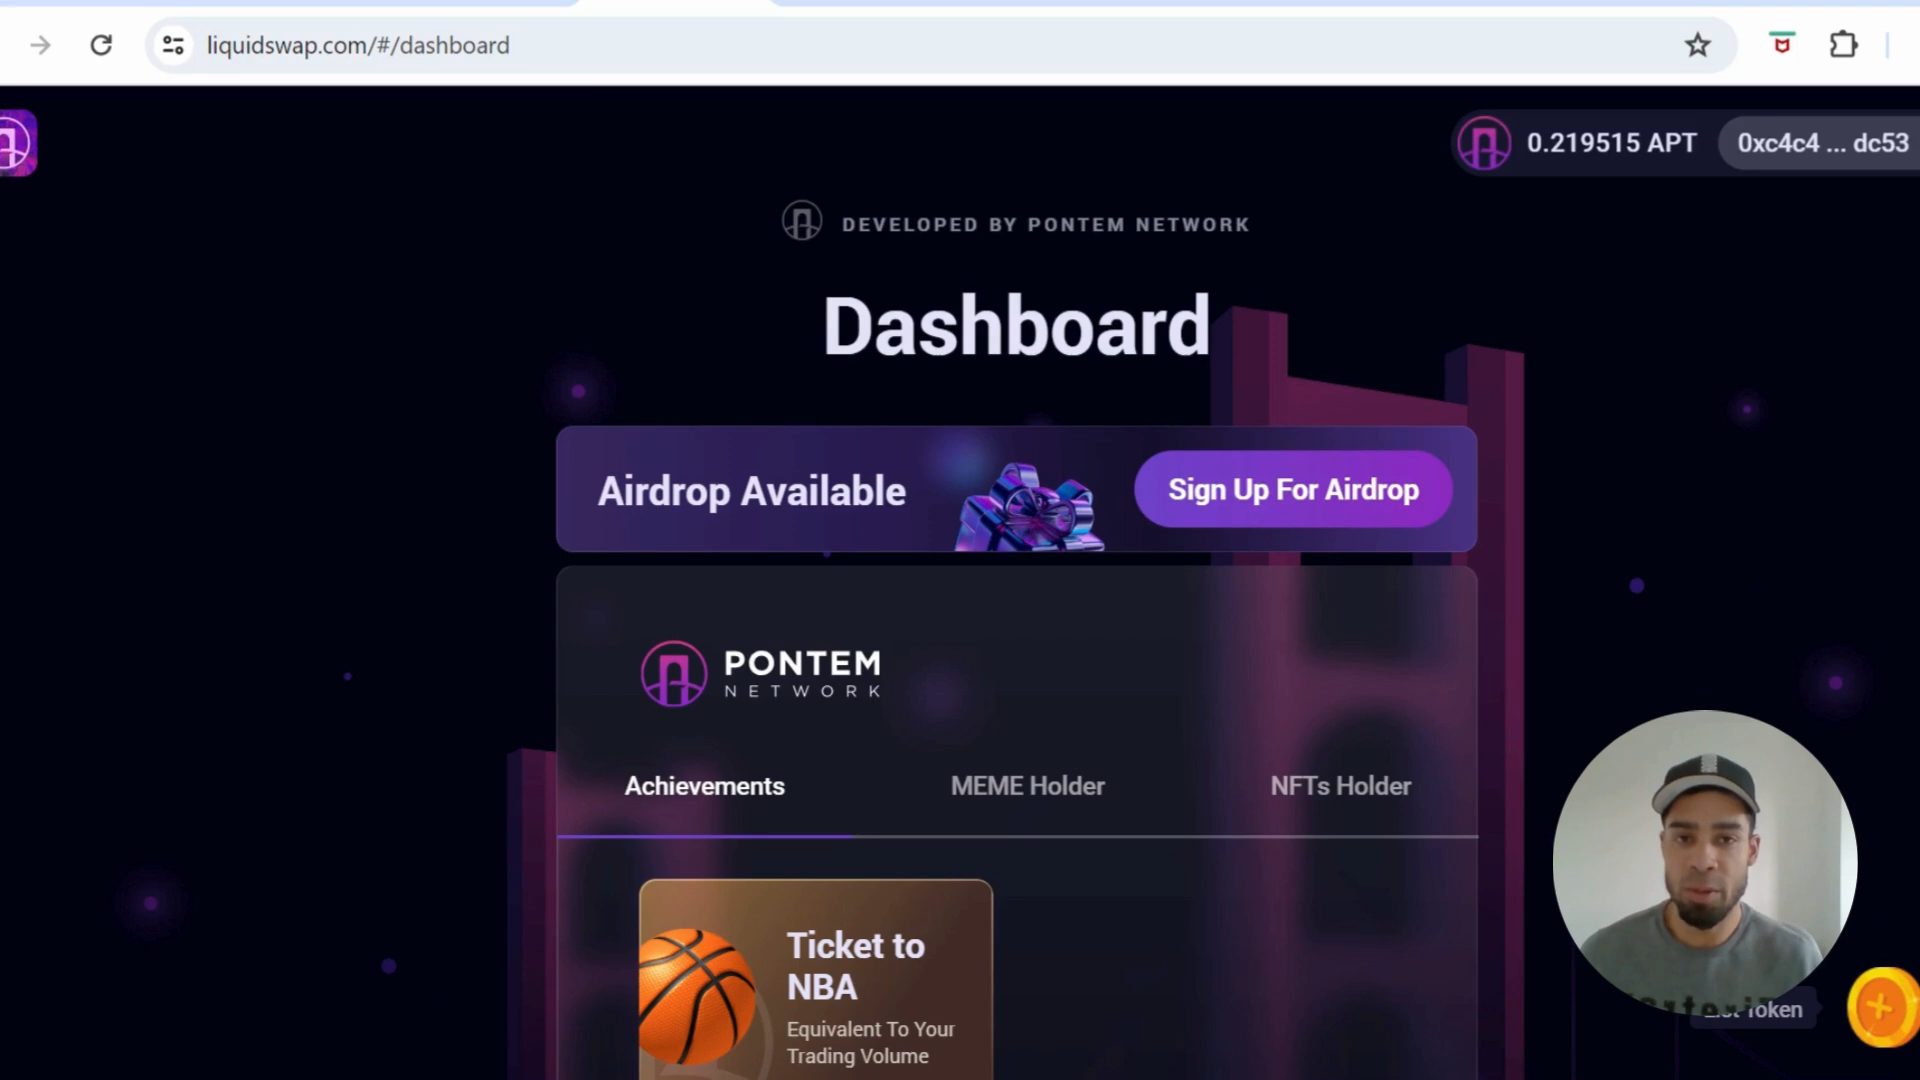 liquidswap.com/#/dashboard
0.219515 APT
0xc4c4 ... dc53
DEVELOPED BY PONTEM NETWORK
Dashboard
Airdrop Available
Sign Up For Airdrop
PONTEM
NETWORK
Achievements
MEME Holder
NFTs Holder
Ticket to
NBA
Equivalent To Your
Trading Volume
Token